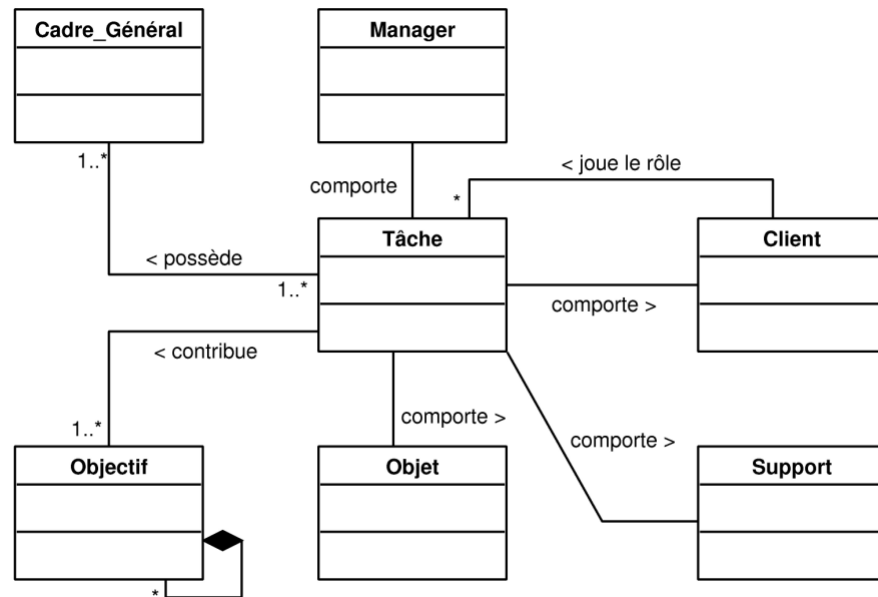 Cadre_Général
Manager
1..*
comporte
< joue le rôle
*
Tâche
Client
< possède
1..*
comporte >
< contribue
1..*
comporte >
comporte >
Objectif
Objet
Support
*